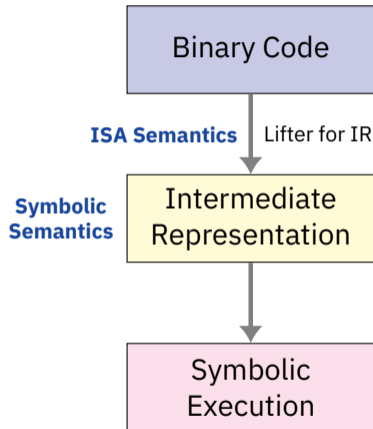 Binary Code
ISA Semantics
Lifter for IR
Symbolic
Semantics
Intermediate
Representation
Symbolic
Execution